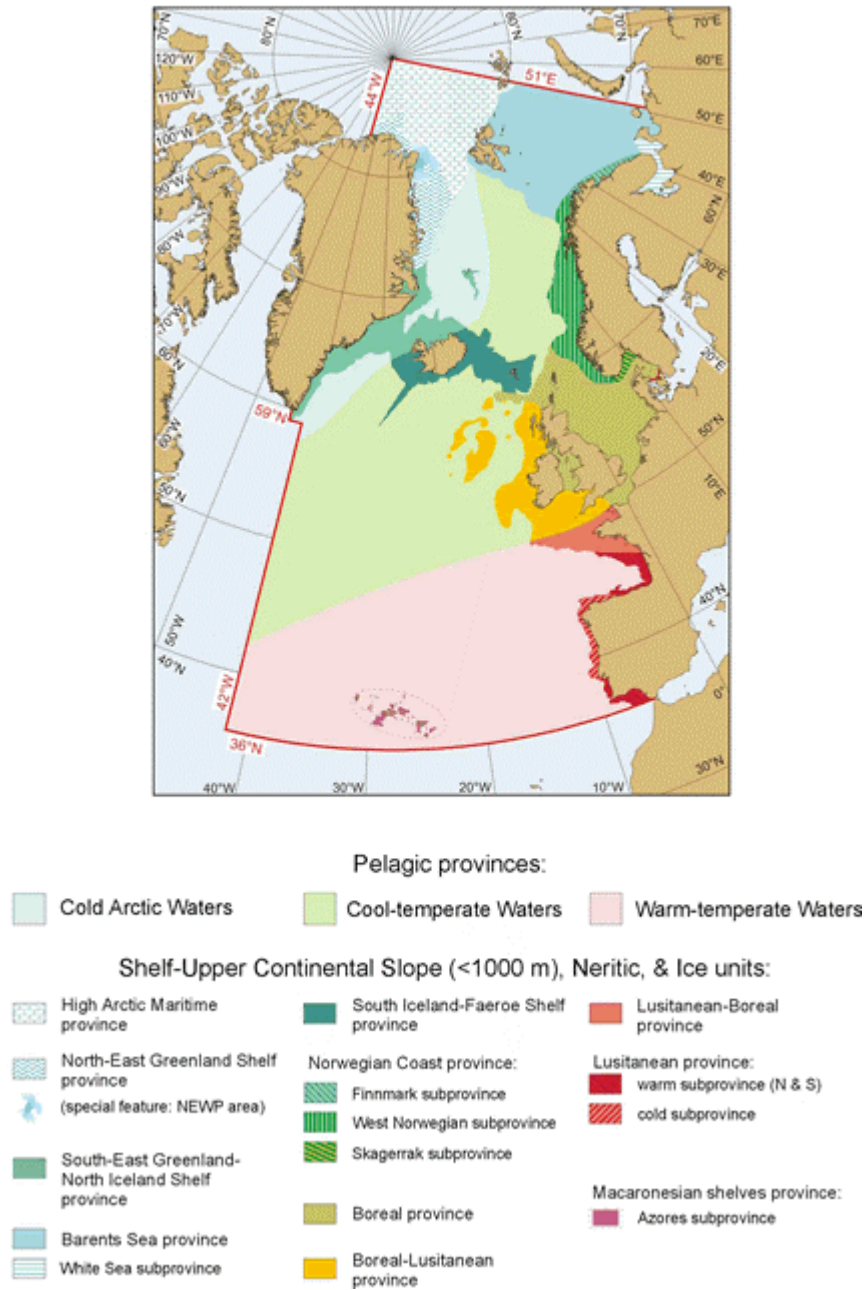 80°N
80°N
70°N
70°E
60°E
120°W
110°W
100°W
90°W
80°W
70°W
60°W
50°W
44°W
51°E
50°E
40°E
60°N
30°E
20°E
50°N
10°E
40°N
0°
30°N
60°N
59°N
50°N
50°W
40°N
42°W
36°N
40°W
30°W
20°W
10°W
Pelagic provinces:
Cold Arctic Waters
Cool-temperate Waters
Warm-temperate Waters
Shelf-Upper Continental Slope (<1000 m), Neritic, & Ice units:
High Arctic Maritime
province
North-East Greenland Shelf
province
(special feature: NEWP area)
South-East Greenland-
North Iceland Shelf
province
Barents Sea province
White Sea subprovince
South Iceland-Faeroe Shelf
province
Norwegian Coast province:
Finnmark subprovince
West Norwegian subprovince
Skagerrak subprovince
Boreal province
Boreal-Lusitanean
province
Lusitanean-Boreal
province
Lusitanean province:
warm subprovince (N & S)
cold subprovince
Macaronesian shelves province:
Azores subprovince